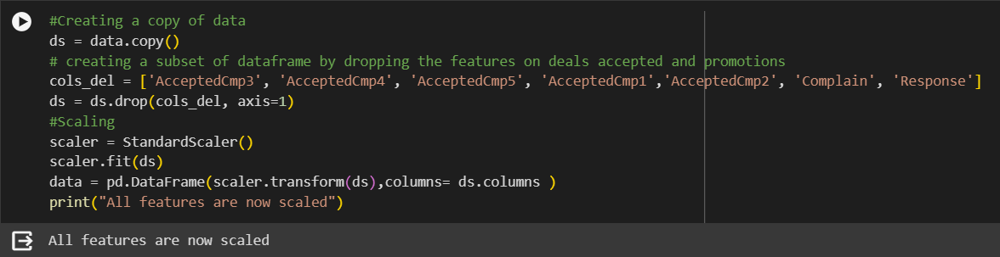 #Creating a copy of data
ds = data.copy()
# creating a subset of dataframe by dropping the features on deals accepted and promotions
cols_del = ['AcceptedCmp3', 'AcceptedCmp4', 'AcceptedCmp5', 'AcceptedCmp1','AcceptedCmp2', 'Complain', 'Response']
ds = ds.drop(cols_del, axis=1)
#Scaling
scaler = StandardScaler()
scaler.fit(ds)
data = pd.DataFrame(scaler.transform(ds),columns= ds.columns )
print("All features are now scaled")
All features are now scaled